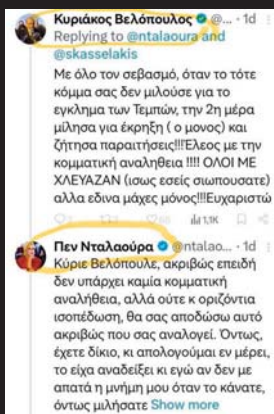 Κυριάκος Βελόπουλος @... · 1d
Replying to @ntalaoura and
@skasselakis
Με όλο τον σεβασμό, όταν το τότε
κόμμα σας δεν μιλούσε για το
εγκλημα των Τεμπών, την 2η μέρα
μίλησα για έκρηξη ( ο μονος) και
ζήτησα παραιτήσεις!!!Έλεος με την
κομματική αναληθεια !!!! ΟΛΟΙ ΜΕ
ΧΛΕΥΑΖΑΝ (ισως εσείς σιωπουσατε)
αλλα εδινα μάχες μόνος!!!Ευχαριστώ
1,1K
Πεν Νταλαούρα @ntalao... · 1d
Κύριε Βελόπουλε, ακριβώς επειδή
δεν υπάρχει καμία κομματική
αναλήθεια, αλλά ούτε κ οριζόντια
ισοπέδωση, θα σας αποδώσω αυτό
ακριβώς που σας αναλογεί. Όντως,
έχετε δίκιο, κι απολογούμαι εν μέρει,
το είχα αναδείξει κι εγώ αν δεν με
απατά η μνήμη μου όταν το κάνατε,
όντως μιλήσατε Show more